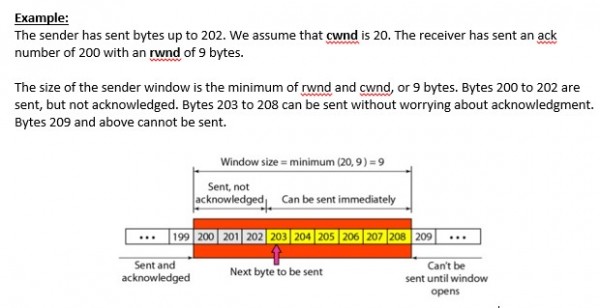 Example:
The sender has sent bytes up to 202. We assume that cwnd is 20. The receiver has sent an ack
number of 200 with an rwnd of 9 bytes.
The size of the sender window is the minimum of rwnd and cwnd, or 9 bytes. Bytes 200 to 202 are
sent, but not acknowledged. Bytes 203 to 208 can be sent without worrying about acknowledgment.
Bytes 209 and above cannot be sent.
Window size = minimum (20, 9) = 9
Sent, not
acknowledged
Can be sent immediately
... 199 200 201 202 203 204 205 206 207 208 209 ...
Sent and
acknowledged
Next byte to be sent
Can't be
sent until window
opens